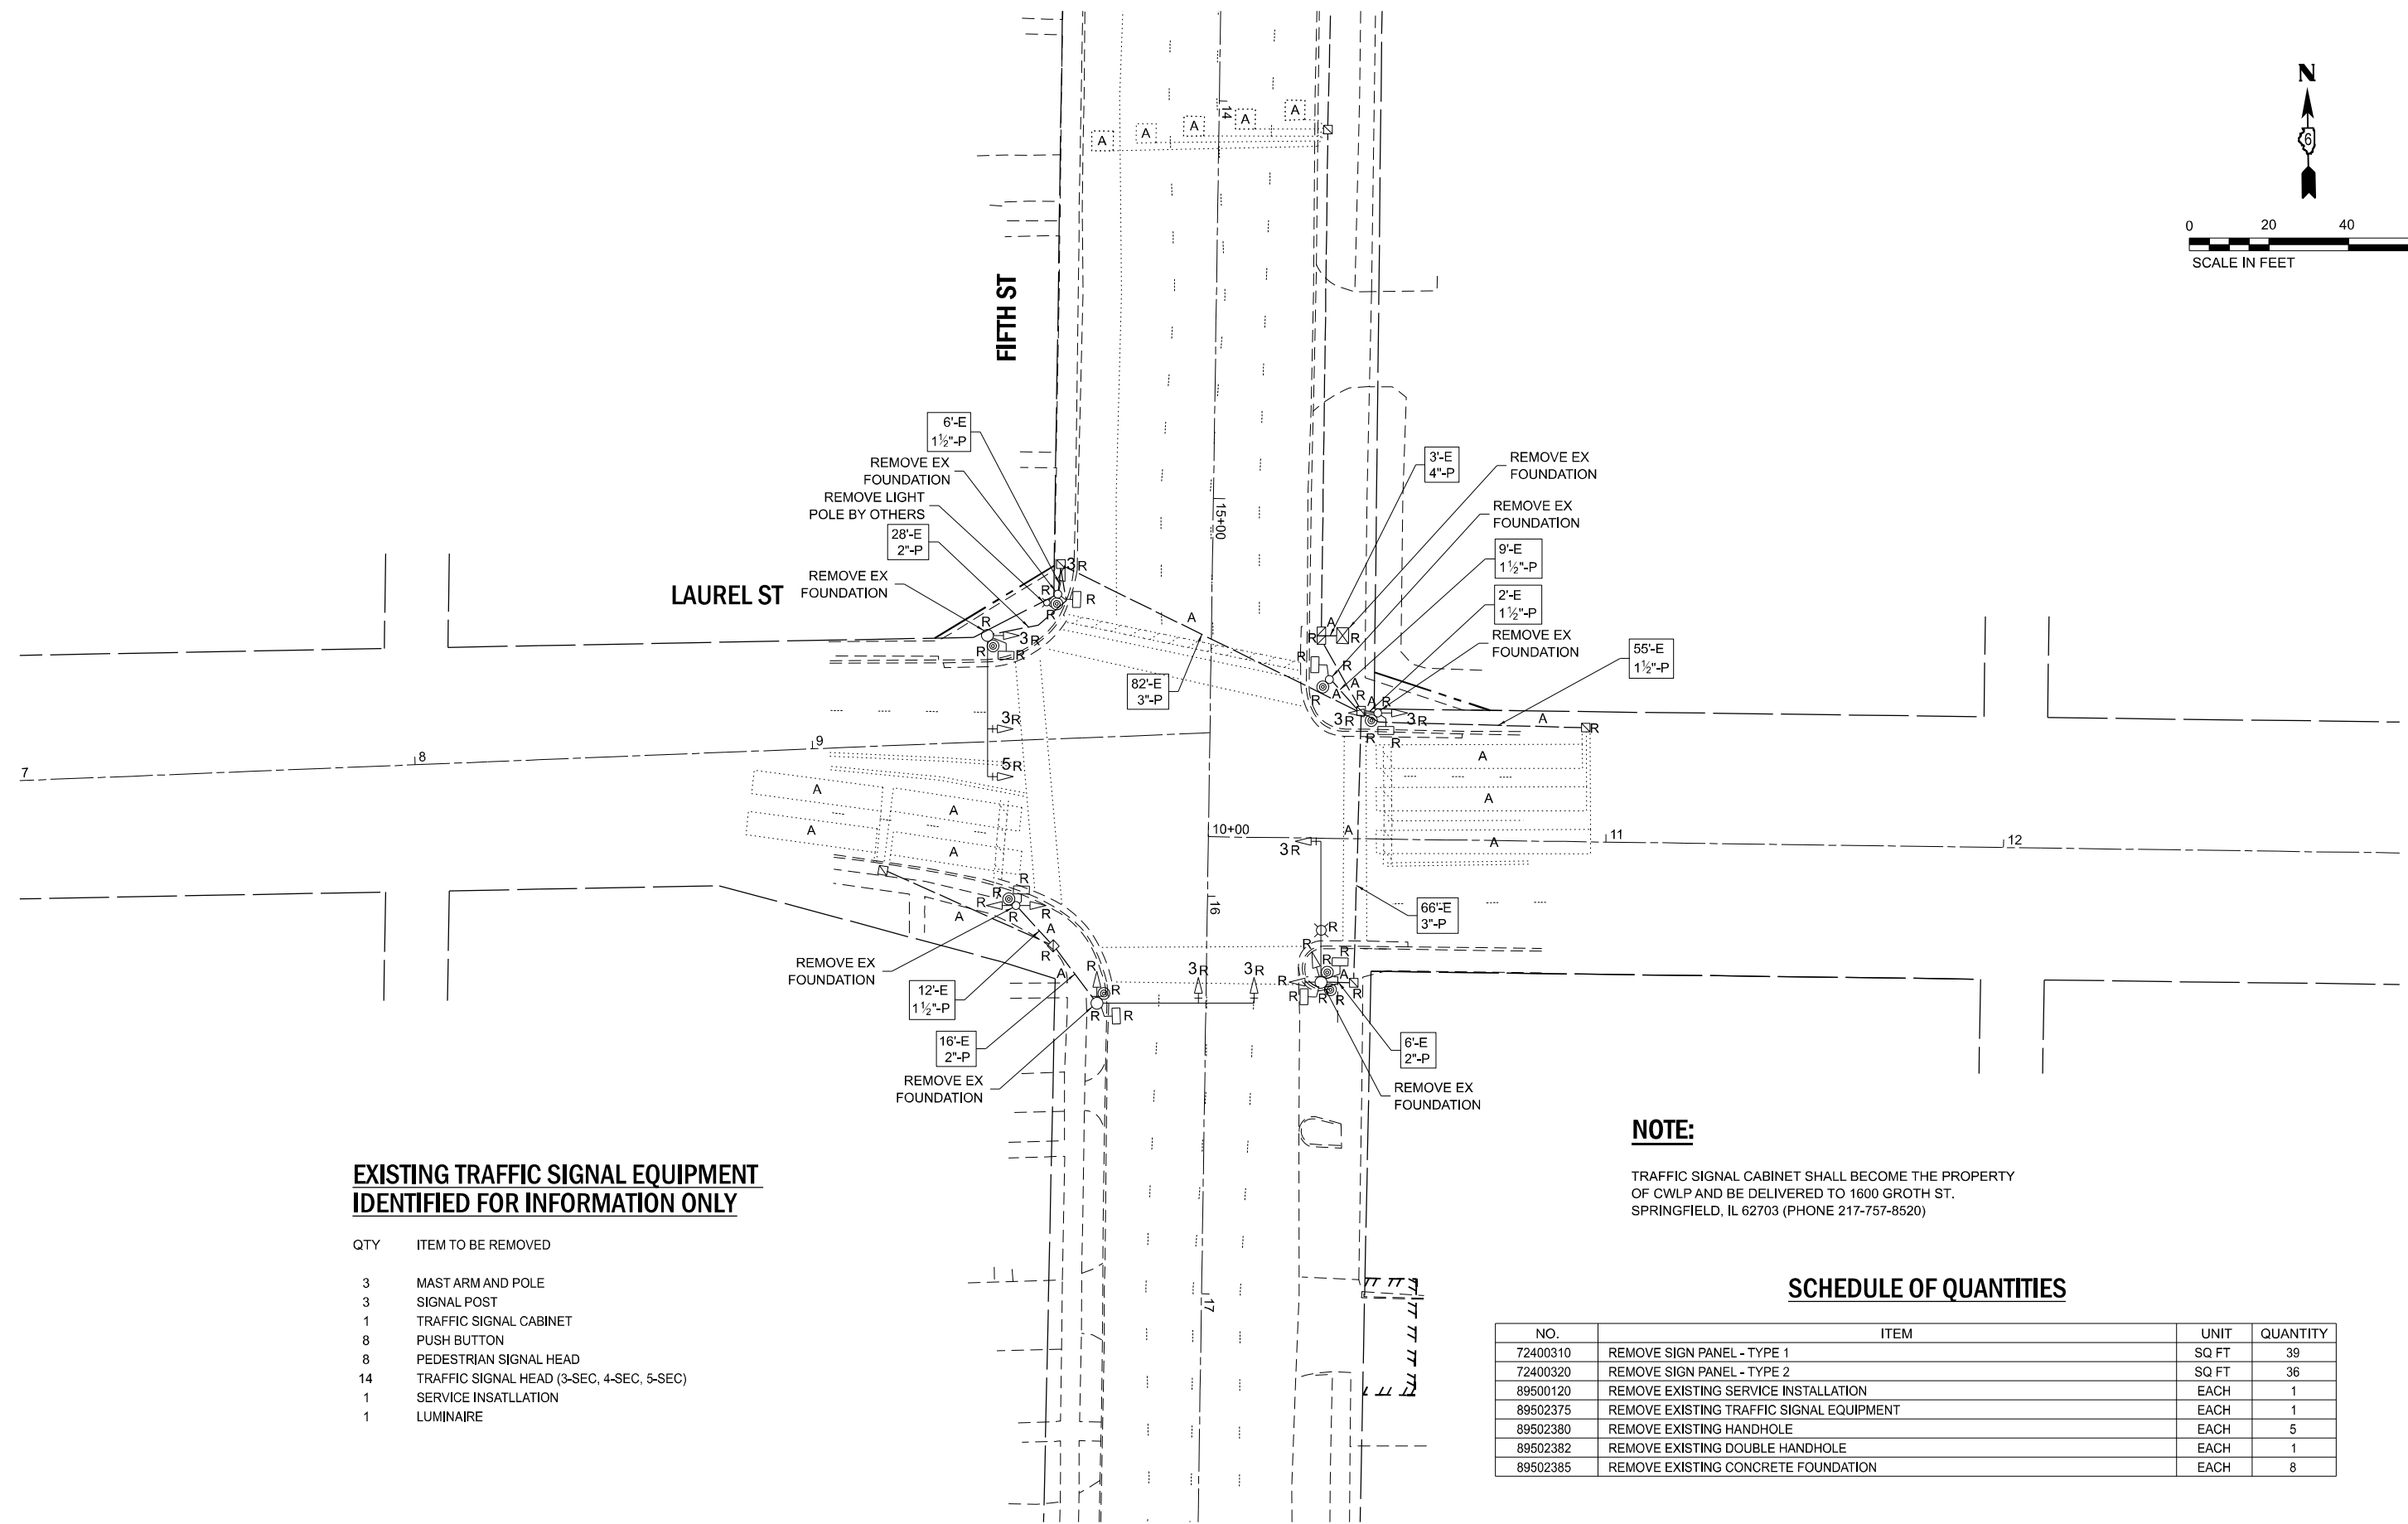 N
6
0 20 40
SCALE IN FEET
14
A A A A A
FIFTH ST
6'-E
1½"-P
REMOVE EX
FOUNDATION
REMOVE LIGHT
POLE BY OTHERS
28'-E
2"-P
REMOVE EX
FOUNDATION
LAUREL ST
15+00
3'-E
4"-P
REMOVE EX
FOUNDATION
REMOVE EX
FOUNDATION
9'-E
1½"-P
2'-E
1½"-P
REMOVE EX
FOUNDATION
55'-E
1½"-P
3R
R
R
R
R
3R
R
R
A
82'-E
3"-P
A
R
R
R
R
A
A
R
R
A
R
3R
3R
R
R
A
R
3R
5R
7
8
9
10+00
11
12
A
A
A
A
A
A
A
A
3R
16
66'-E
3"-P
R
R
R
R
R
A
A
R
REMOVE EX
FOUNDATION
12'-E
1½"-P
16'-E
2"-P
REMOVE EX
FOUNDATION
A
R
R
R
R
3R
3R
R
R
R
R
R
A
R
R
R
R
6'-E
2"-P
REMOVE EX
FOUNDATION
17
NOTE:
TRAFFIC SIGNAL CABINET SHALL BECOME THE PROPERTY
OF CWLP AND BE DELIVERED TO 1600 GROTH ST.
SPRINGFIELD, IL 62703 (PHONE 217-757-8520)
EXISTING TRAFFIC SIGNAL EQUIPMENT
IDENTIFIED FOR INFORMATION ONLY
QTY ITEM TO BE REMOVED
3 MAST ARM AND POLE
3 SIGNAL POST
1 TRAFFIC SIGNAL CABINET
8 PUSH BUTTON
8 PEDESTRIAN SIGNAL HEAD
14 TRAFFIC SIGNAL HEAD (3-SEC, 4-SEC, 5-SEC)
1 SERVICE INSATLLATION
1 LUMINAIRE
SCHEDULE OF QUANTITIES
NO. ITEM UNIT QUANTITY
72400310 REMOVE SIGN PANEL - TYPE 1 SQ FT 39
72400320 REMOVE SIGN PANEL - TYPE 2 SQ FT 36
89500120 REMOVE EXISTING SERVICE INSTALLATION EACH 1
89502375 REMOVE EXISTING TRAFFIC SIGNAL EQUIPMENT EACH 1
89502380 REMOVE EXISTING HANDHOLE EACH 5
89502382 REMOVE EXISTING DOUBLE HANDHOLE EACH 1
89502385 REMOVE EXISTING CONCRETE FOUNDATION EACH 8